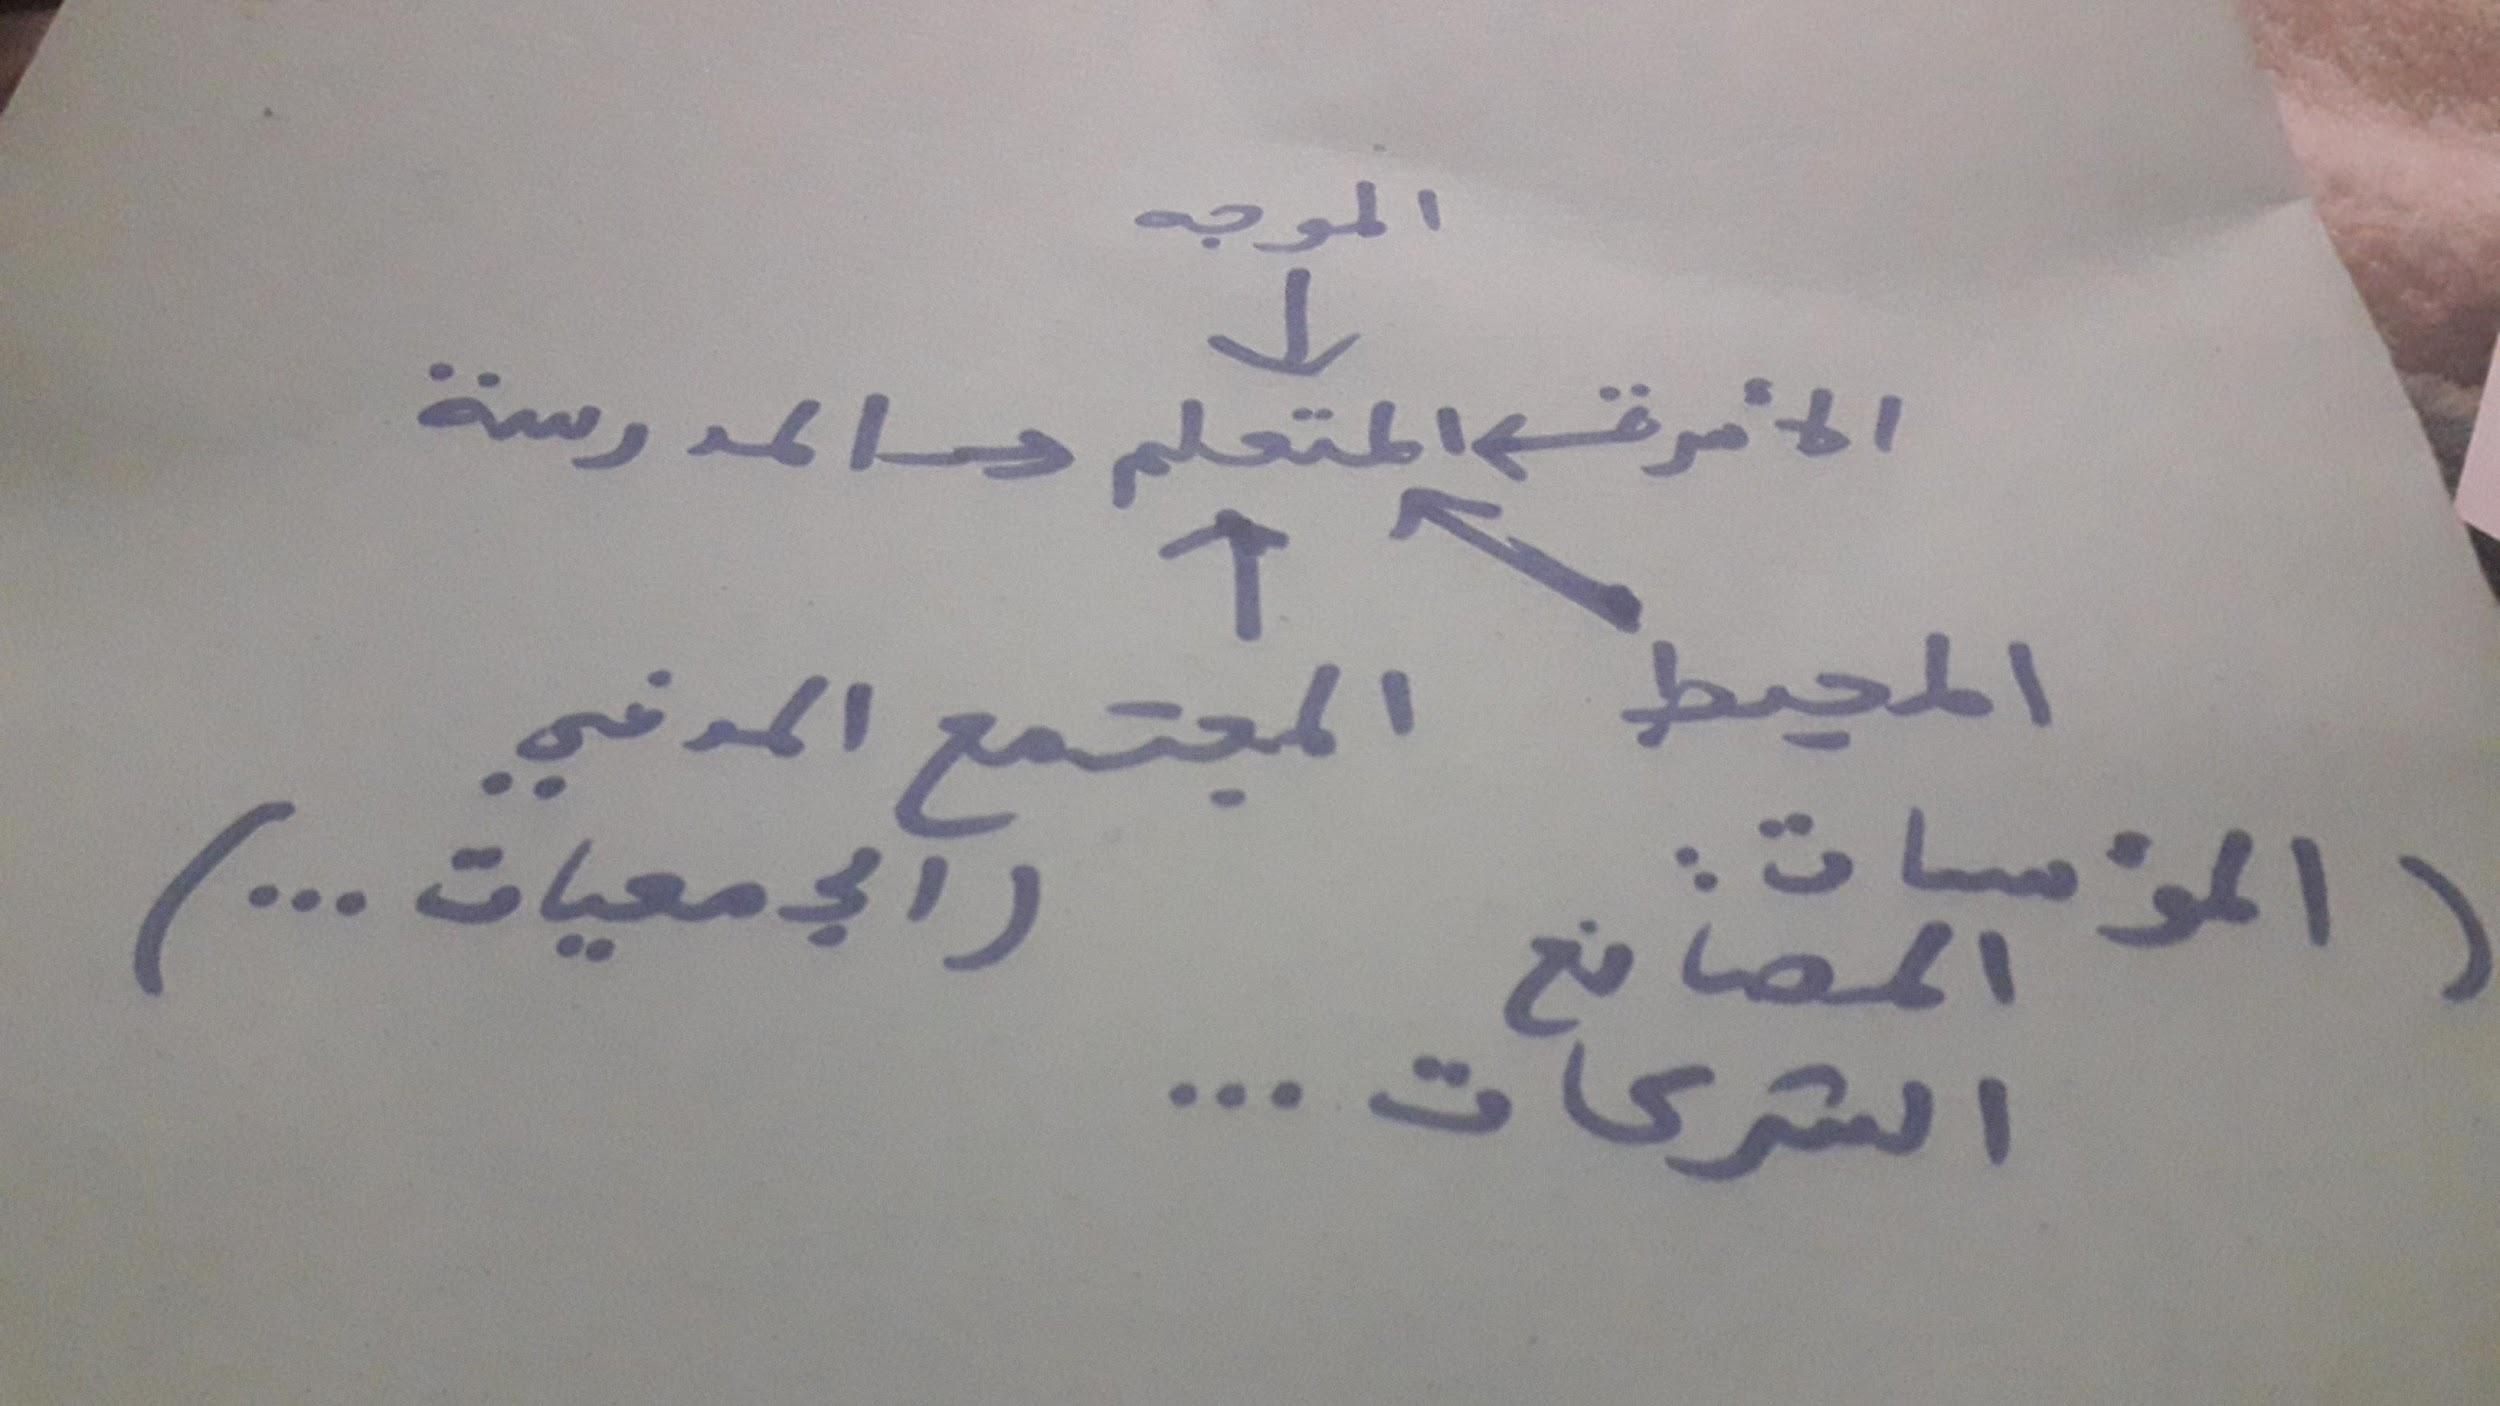 الموجه
الأسرة المتعلم المدرسة
المحيط المجتمع المدني
(المؤسسات: (الجمعيات ...)
المصانع
الشركات ...